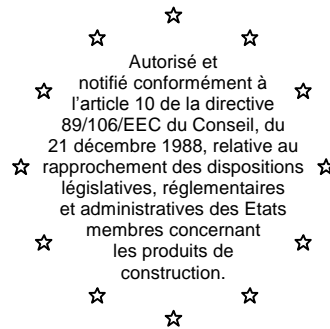 Autorisé et
notifié conformément à
l'article 10 de la directive
89/106/EEC du Conseil, du
21 décembre 1988, relative au
rapprochement des dispositions
législatives, réglementaires
et administratives des Etats
membres concernant
les produits de
construction.